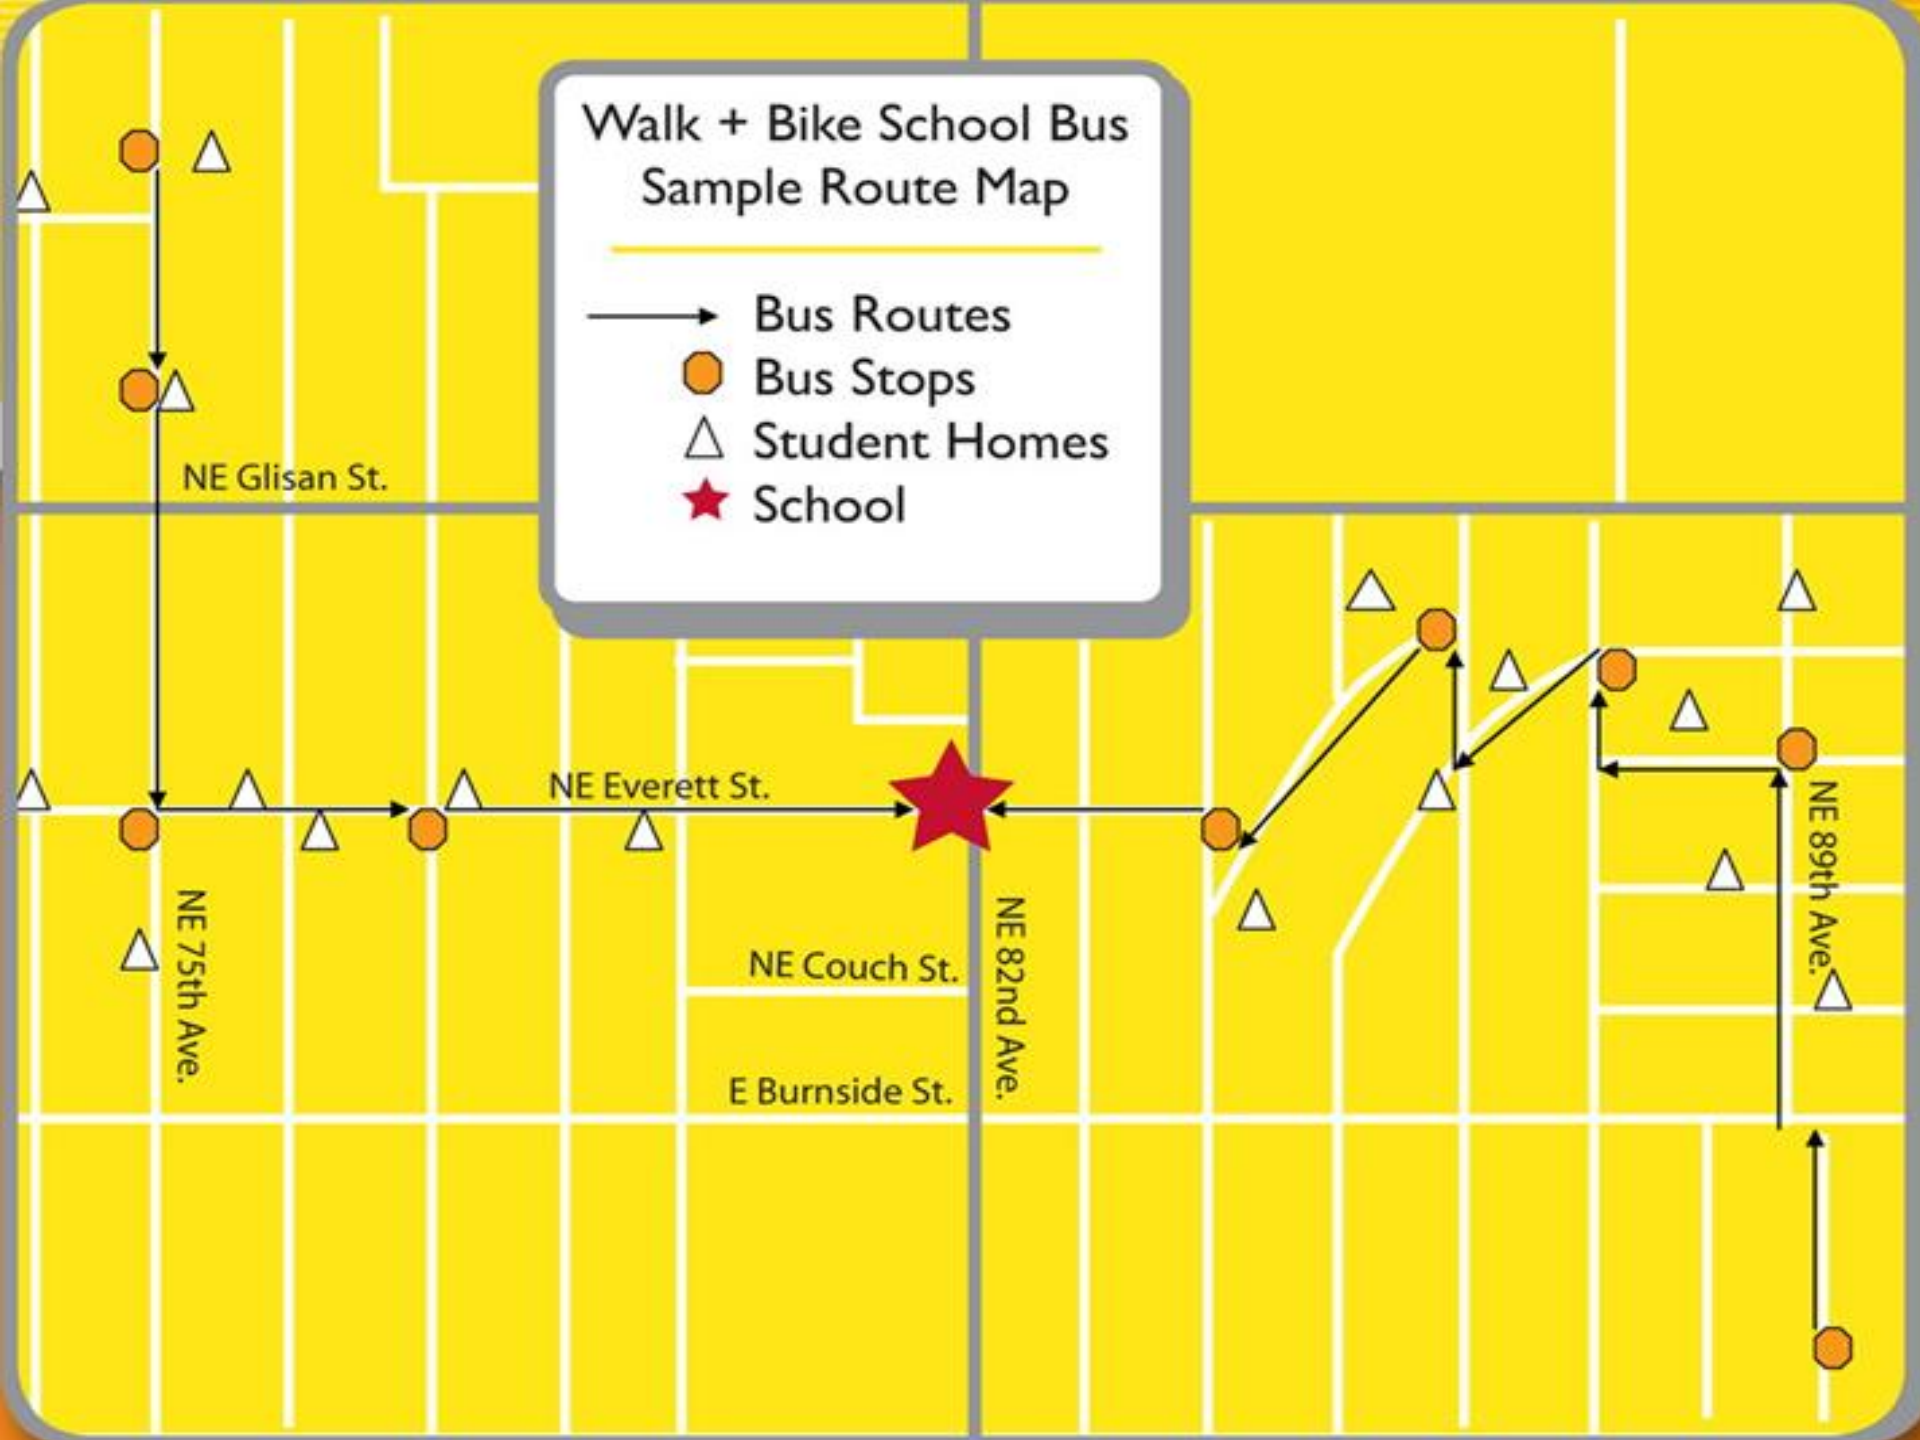 Walk + Bike School Bus
Sample Route Map
Bus Routes
Bus Stops
Student Homes
School
NE Glisan St.
NE Everett St.
NE 75th Ave.
NE 82nd Ave.
NE 89th Ave.
NE Couch St.
E Burnside St.